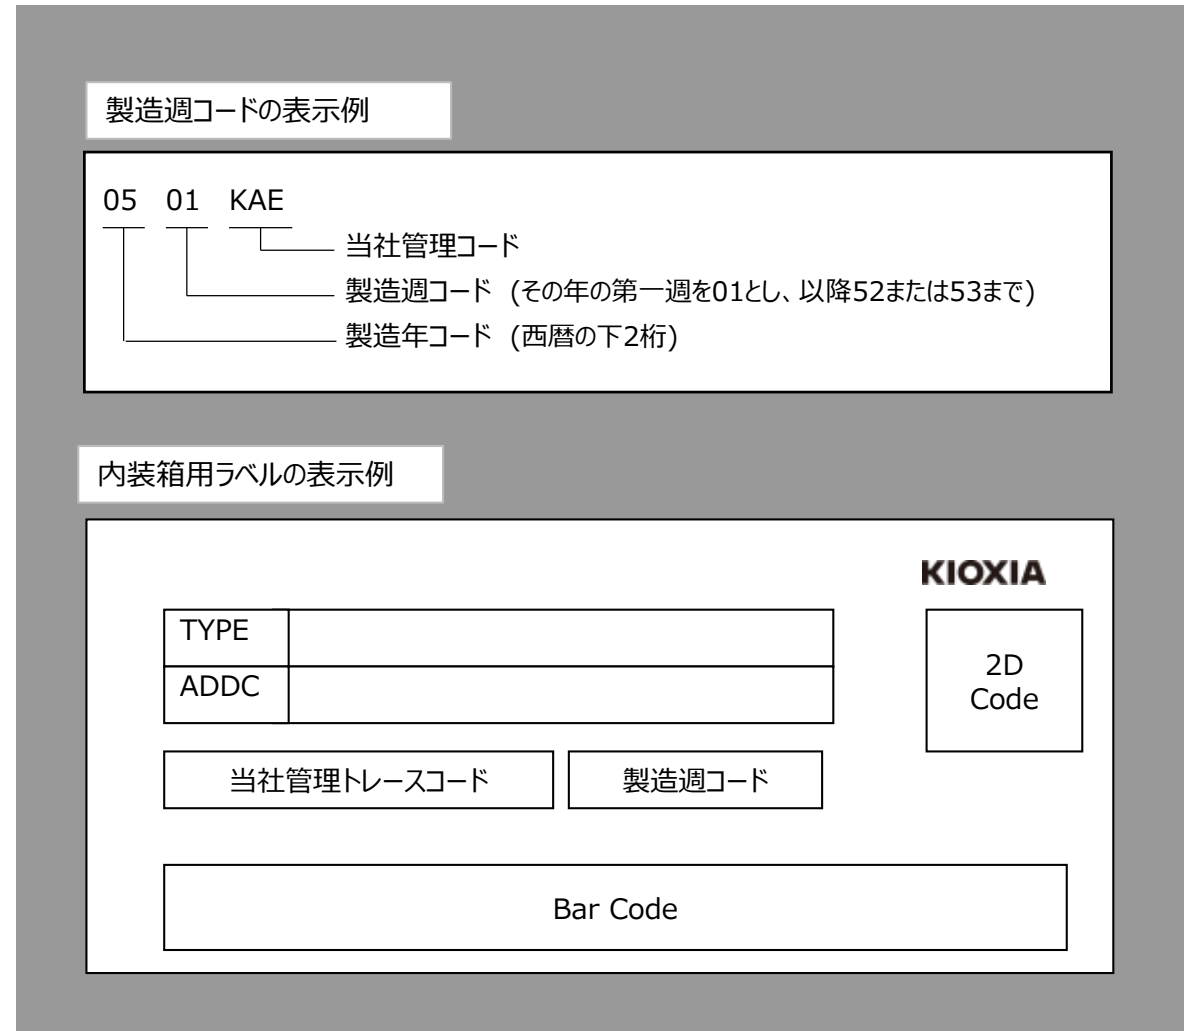 製造週コードの表示例
05 01 KAE
当社管理コード
製造週コード (その年の第一週を01とし、以降52または53まで)
製造年コード (西暦の下2桁)
内装箱用ラベルの表示例
KIOXIA
TYPE
ADDC
2D
Code
当社管理トレースコード 製造週コード
Bar Code